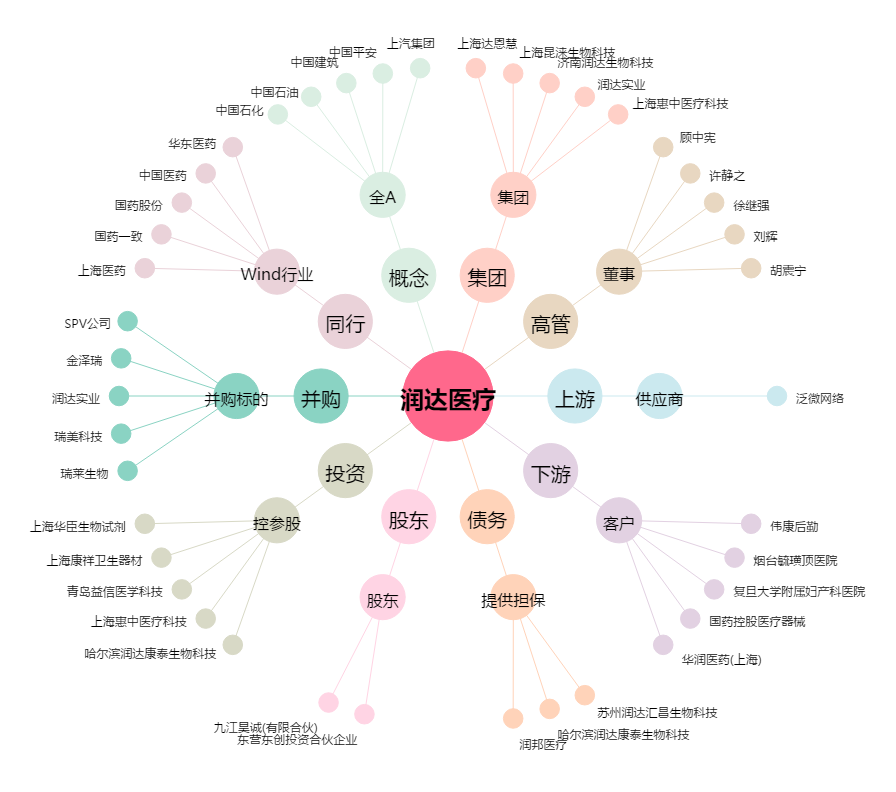 上汽集团
中国平安
中国建筑
中国石油
中国石化
全A
概念
上海达恩慧
上海昆涞生物科技
济南润达生物科技
润达实业
上海惠中医疗科技
集团
集团
华东医药
中国医药
国药股份
国药一致
上海医药
Wind行业
同行
顾中宪
许静之
徐继强
刘辉
胡震宁
董事
高管
SPV公司
金泽瑞
润达实业
瑞美科技
瑞莱生物
并购标的
并购
润达医疗
上游
供应商
泛微网络
投资
控参股
上海华臣生物试剂
上海康祥卫生器材
青岛益信医学科技
上海惠中医疗科技
哈尔滨润达康泰生物科技
下游
客户
伟康后勤
烟台毓璜顶医院
复旦大学附属妇产科医院
国药控股医疗器械
华润医药(上海)
股东
股东
九江昊诚(有限合伙)
东营东创投资合伙企业
债务
提供担保
苏州润达汇昌生物科技
哈尔滨润达康泰生物科技
润邦医疗